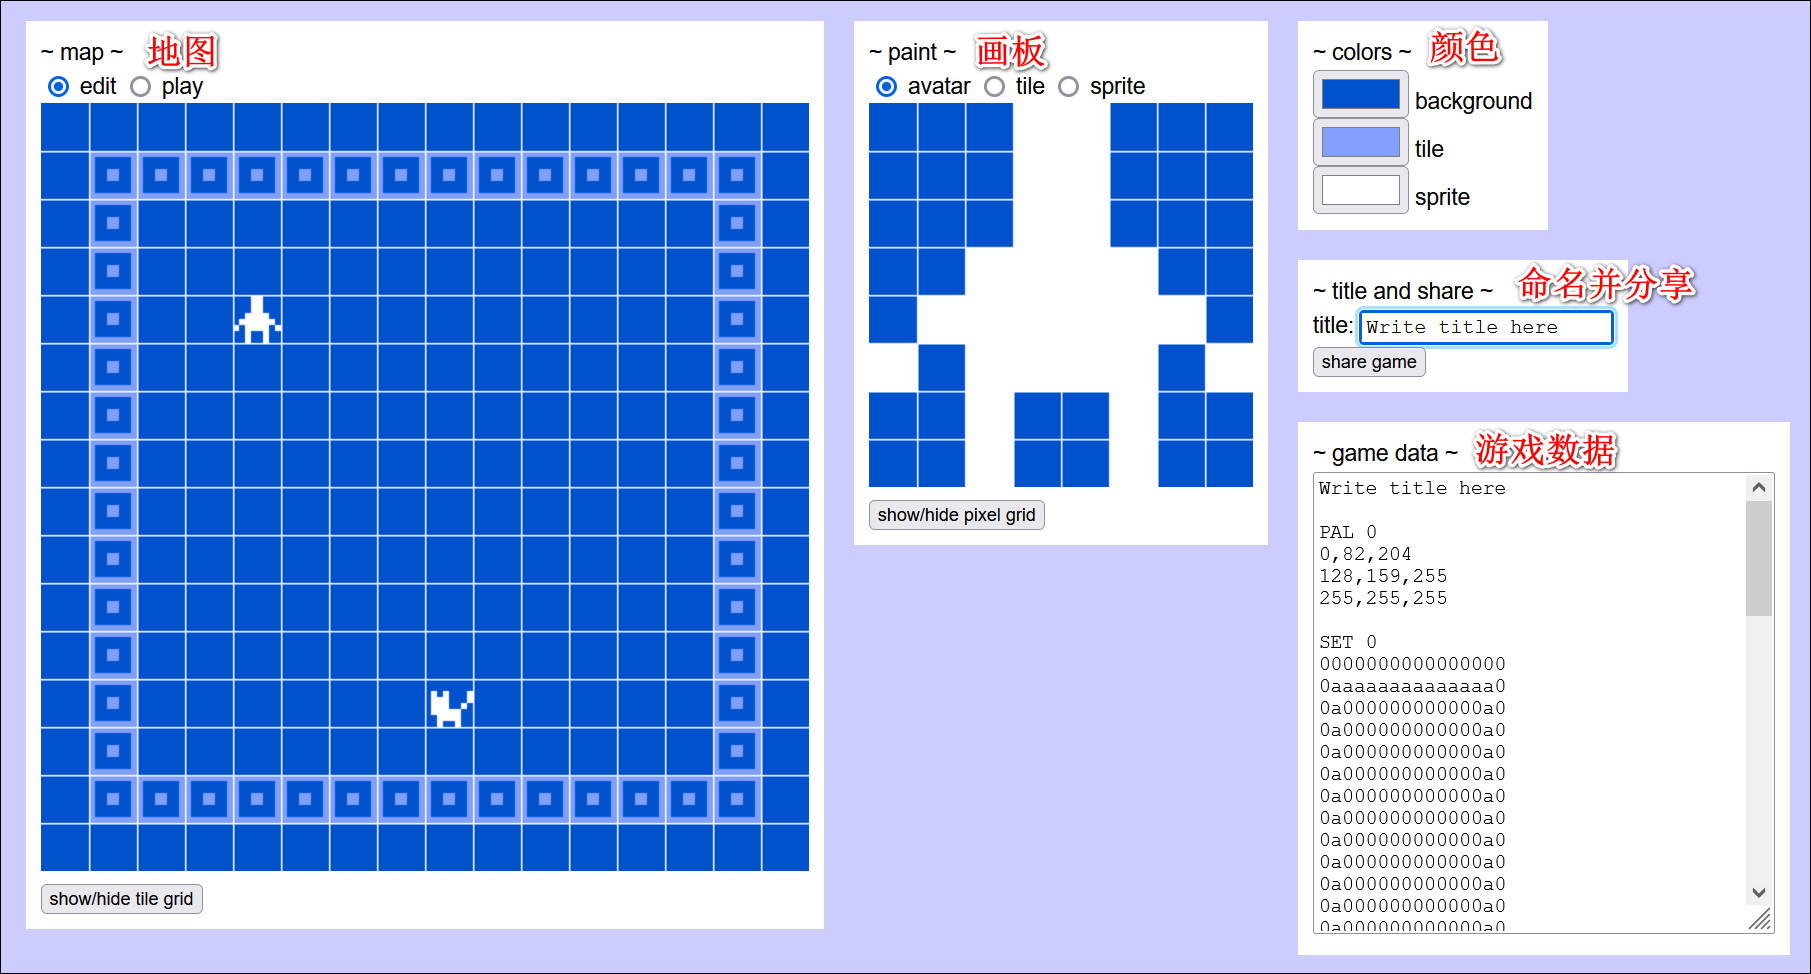 ~ map ~ 地图
edit play
show/hide tile grid
~ paint ~ 画板
avatar tile sprite
show/hide pixel grid
~ colors ~ 颜色
background
tile
sprite
~ title and share ~ 命名并分享
title: Write title here
share game
~ game data ~ 游戏数据
Write title here
PAL 0
0,82,204
128,159,255
255,255,255
SET 0
0000000000000000
0aaaaaaaaaaaaaa0
0a000000000000a0
0a000000000000a0
0a000000000000a0
0a000000000000a0
0a000000000000a0
0a000000000000a0
0a000000000000a0
0a000000000000a0
0a000000000000a0
0a000000000000a0
0a000000000000a0